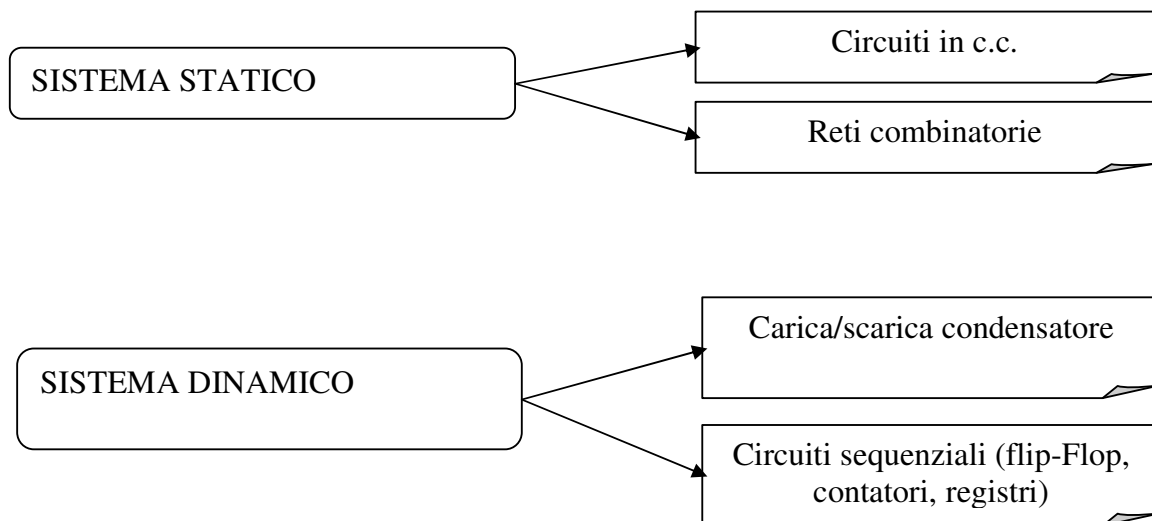 Circuiti in c.c.
SISTEMA STATICO
Reti combinatorie
Carica/scarica condensatore
SISTEMA DINAMICO
Circuiti sequenziali (flip-Flop,
contatori, registri)